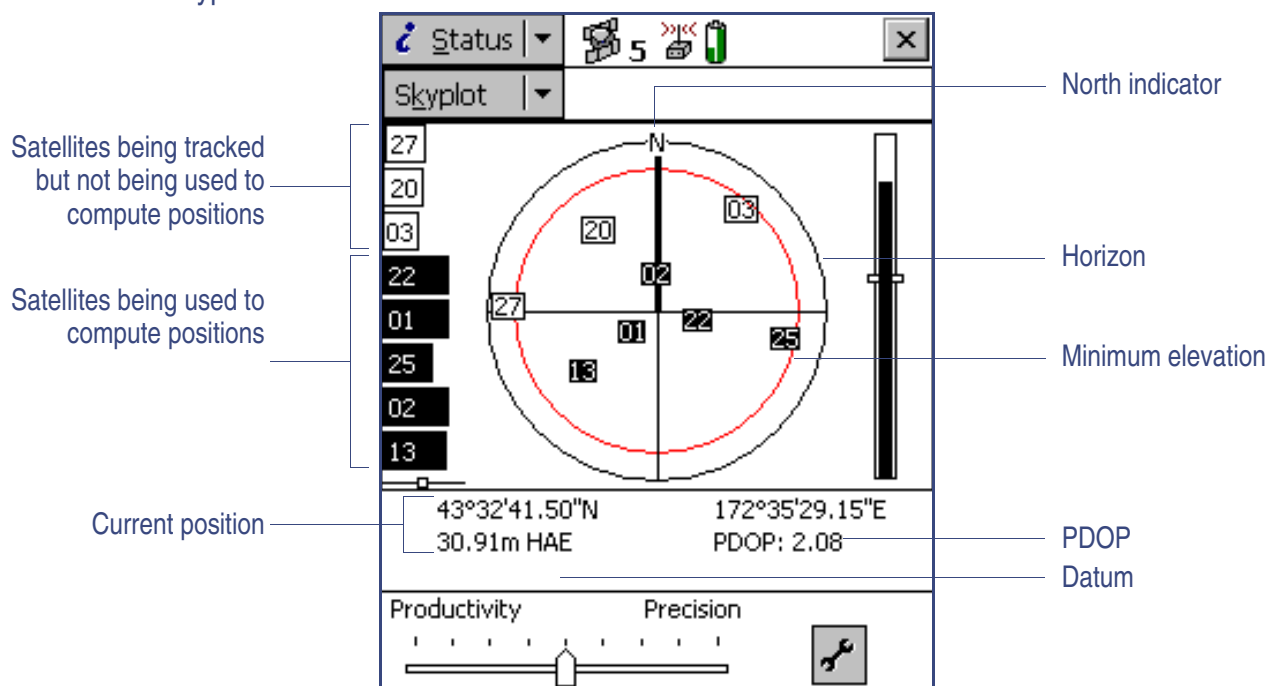 Status 5
Skyplot
North indicator
Satellites being tracked
but not being used to
compute positions
27
20
03
N
03
20
02
27
22
01
25
13
Horizon
Satellites being used to
compute positions
22
01
25
02
13
Minimum elevation
Current position
43°32'41.50"N 172°35'29.15"E
30.91m HAE PDOP: 2.08
PDOP
Datum
Productivity Precision